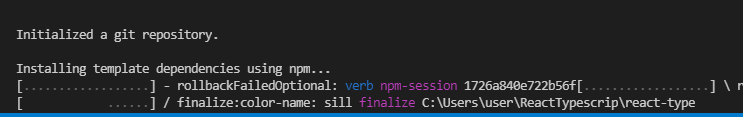 Initialized a git repository.
Installing template dependencies using npm...
[..................] - rollbackFailedOptional: verb npm-session 1726a840e722b56f[..................] \ r
[            ......] / finalize:color-name: sill finalize C:\Users\user\ReactTypescrip\react-type